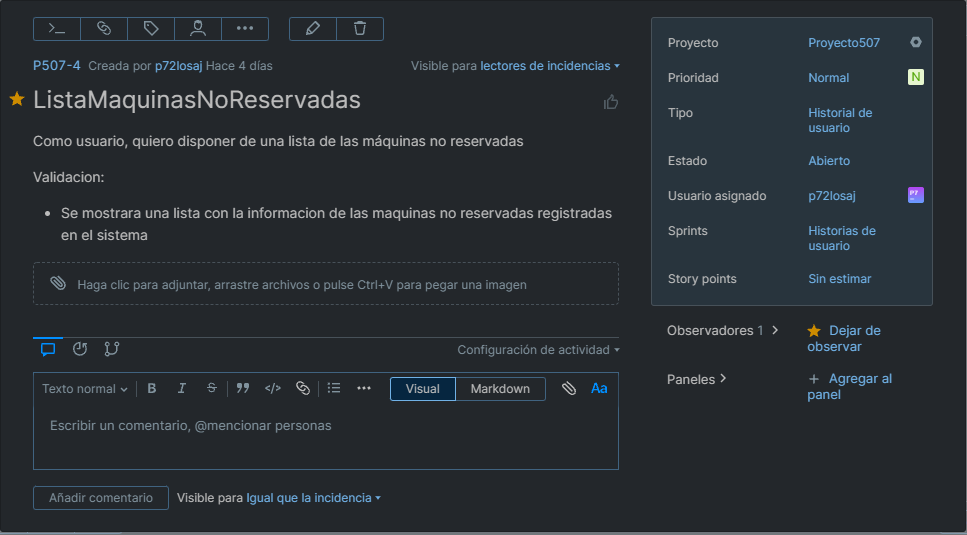 P507-4 Creada por p72losaj Hace 4 días
Visible para lectores de incidencias
ListaMaquinasNoReservadas
Como usuario, quiero disponer de una lista de las máquinas no reservadas
Validacion:
• Se mostrara una lista con la informacion de las maquinas no reservadas registradas
en el sistema
Haga clic para adjuntar, arrastre archivos o pulse Ctrl+V para pegar una imagen
Configuración de actividad
Texto normal B I S </> Visual Markdown Aa
Escribir un comentario, @mencionar personas
Añadir comentario Visible para Igual que la incidencia
Proyecto Proyecto507
Prioridad Normal N
Tipo Historial de
usuario
Estado Abierto
Usuario asignado p72losaj P7
Sprints Historias de
usuario
Story points Sin estimar
Observadores 1 Dejar de
observar
Paneles Agregar al
panel